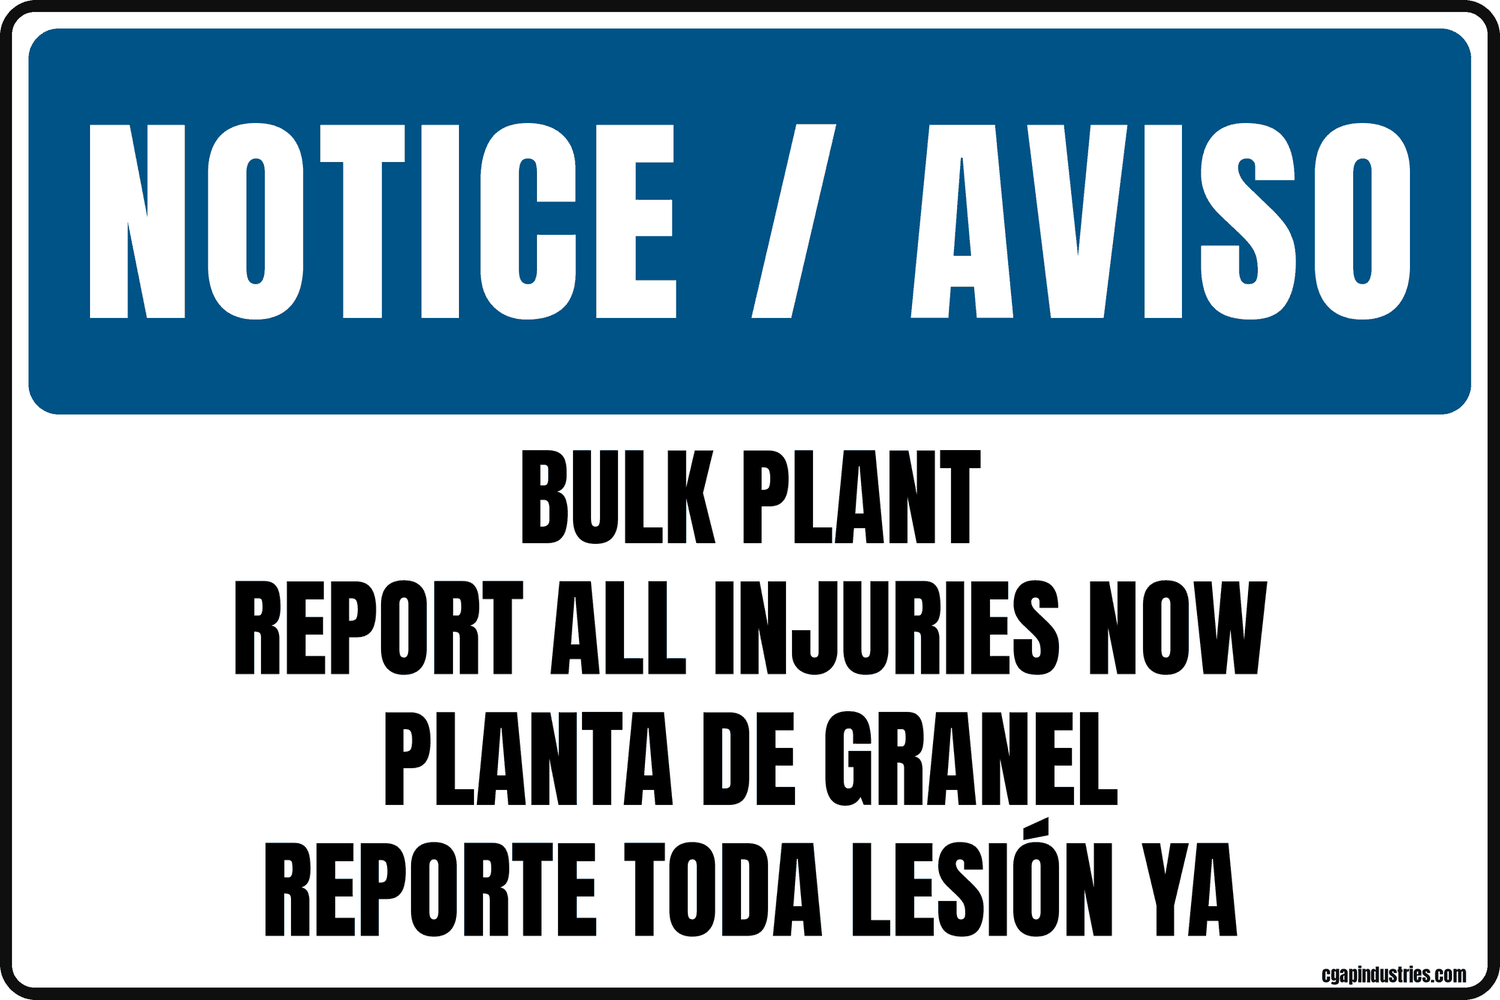 NOTICE / AVISO
BULK PLANT
REPORT ALL INJURIES NOW
PLANTA DE GRANEL
REPORTE TODA LESIÓN YA
cgapindustries.com